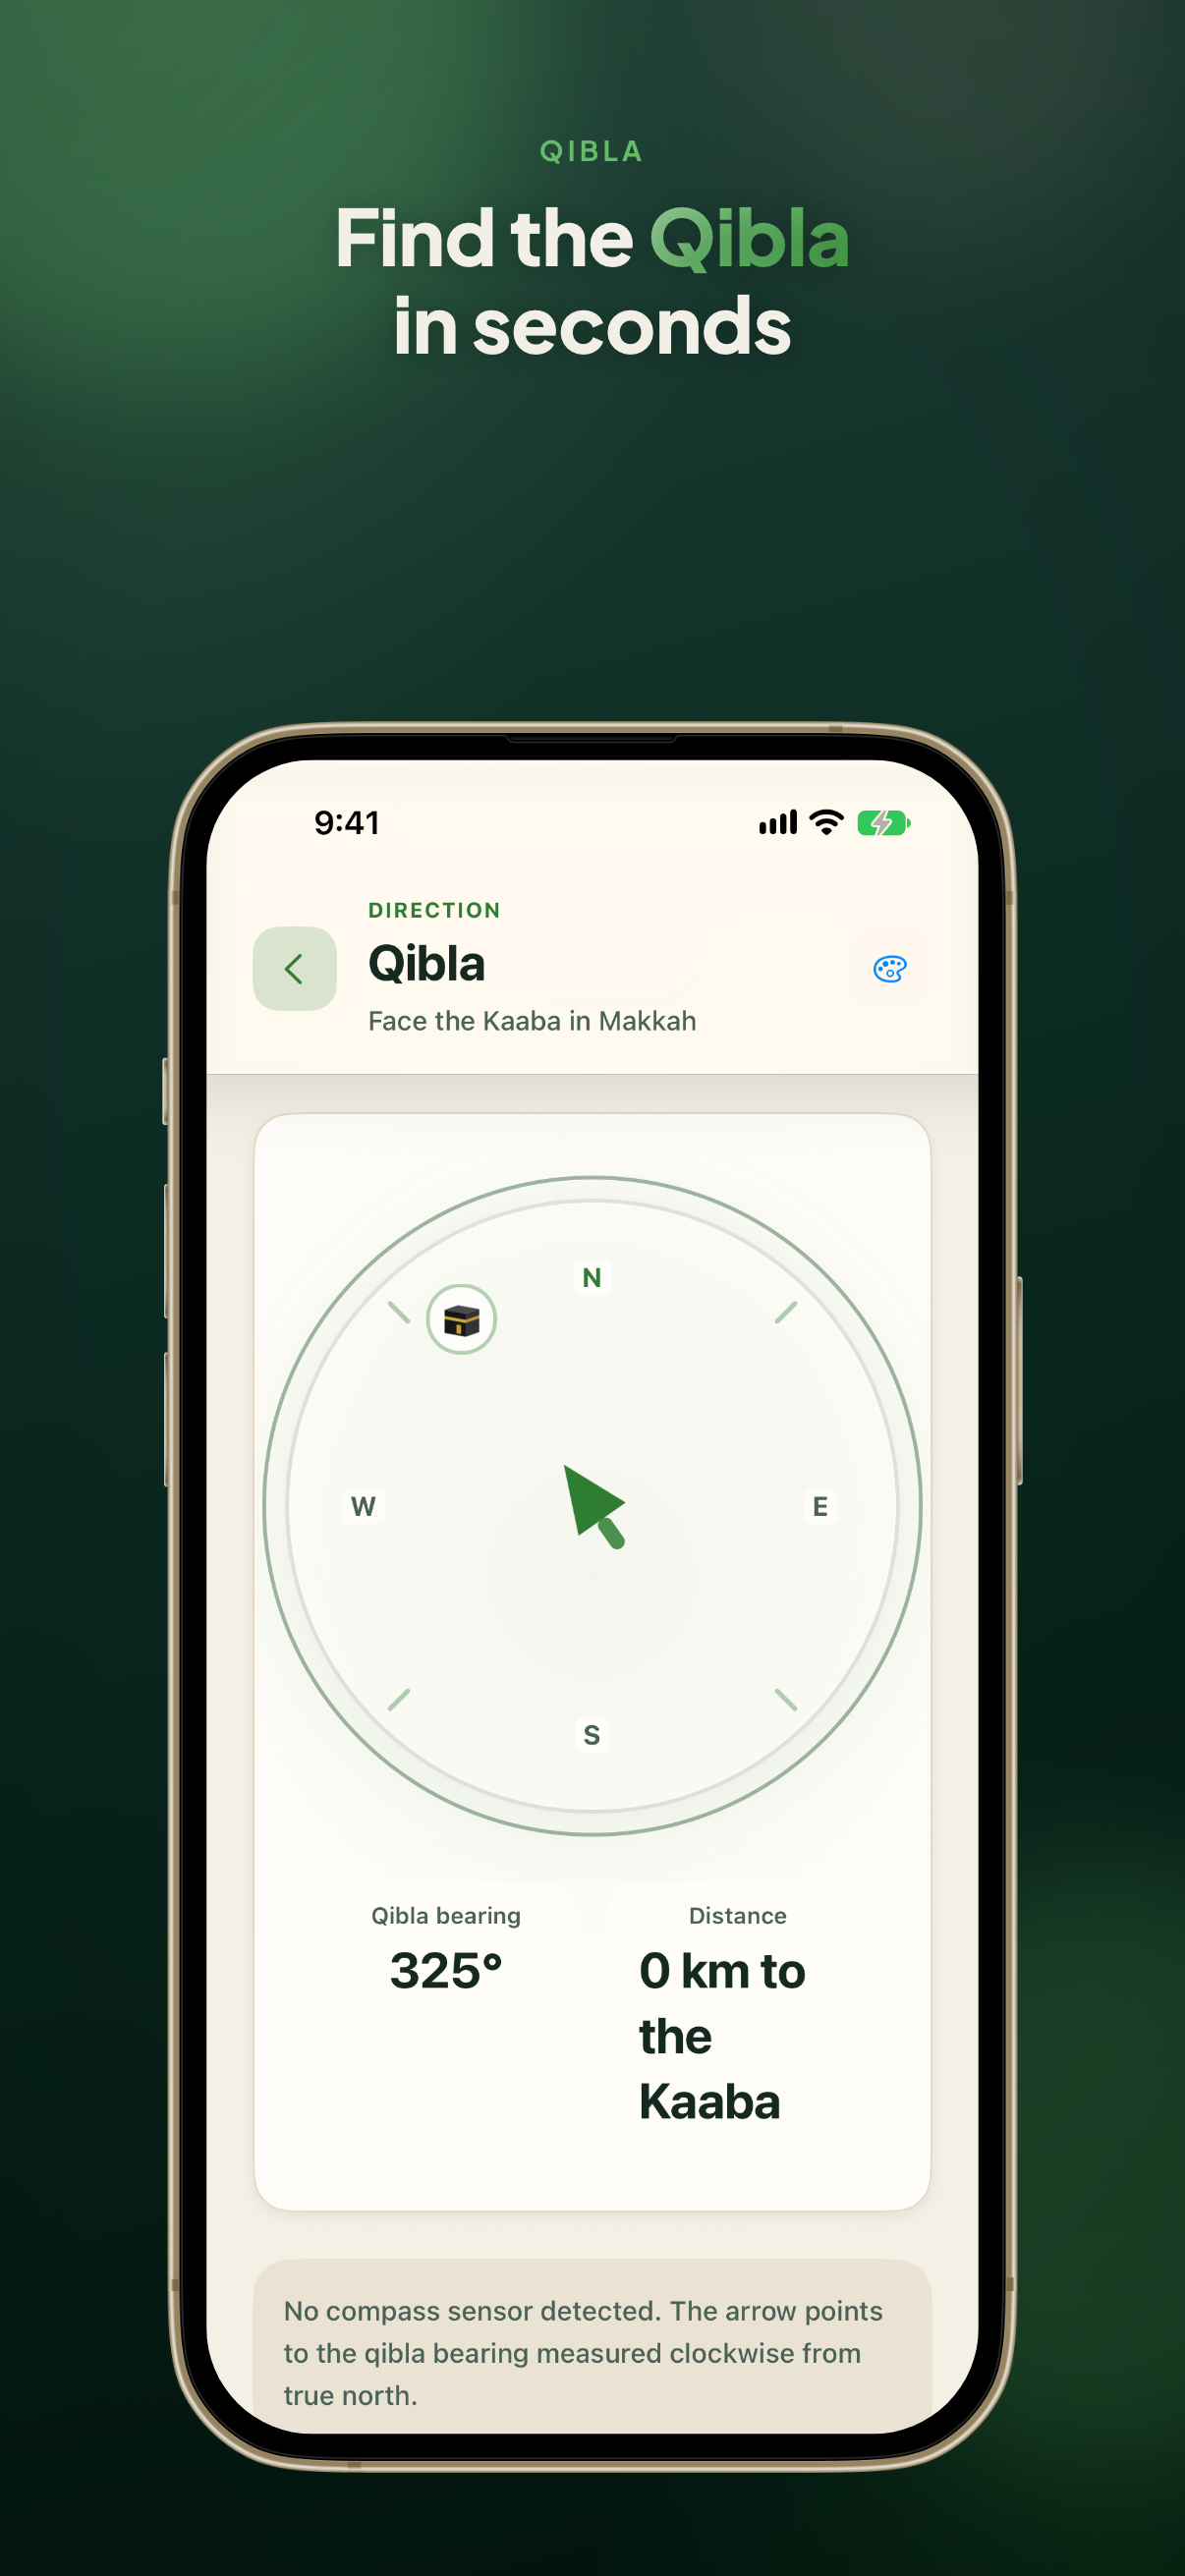 QIBLA
Find the Qibla
in seconds
9:41
DIRECTION
Qibla
Face the Kaaba in Makkah
N
W
E
S
Qibla bearing
325°
Distance
0 km to
the
Kaaba
No compass sensor detected. The arrow points
to the qibla bearing measured clockwise from
true north.